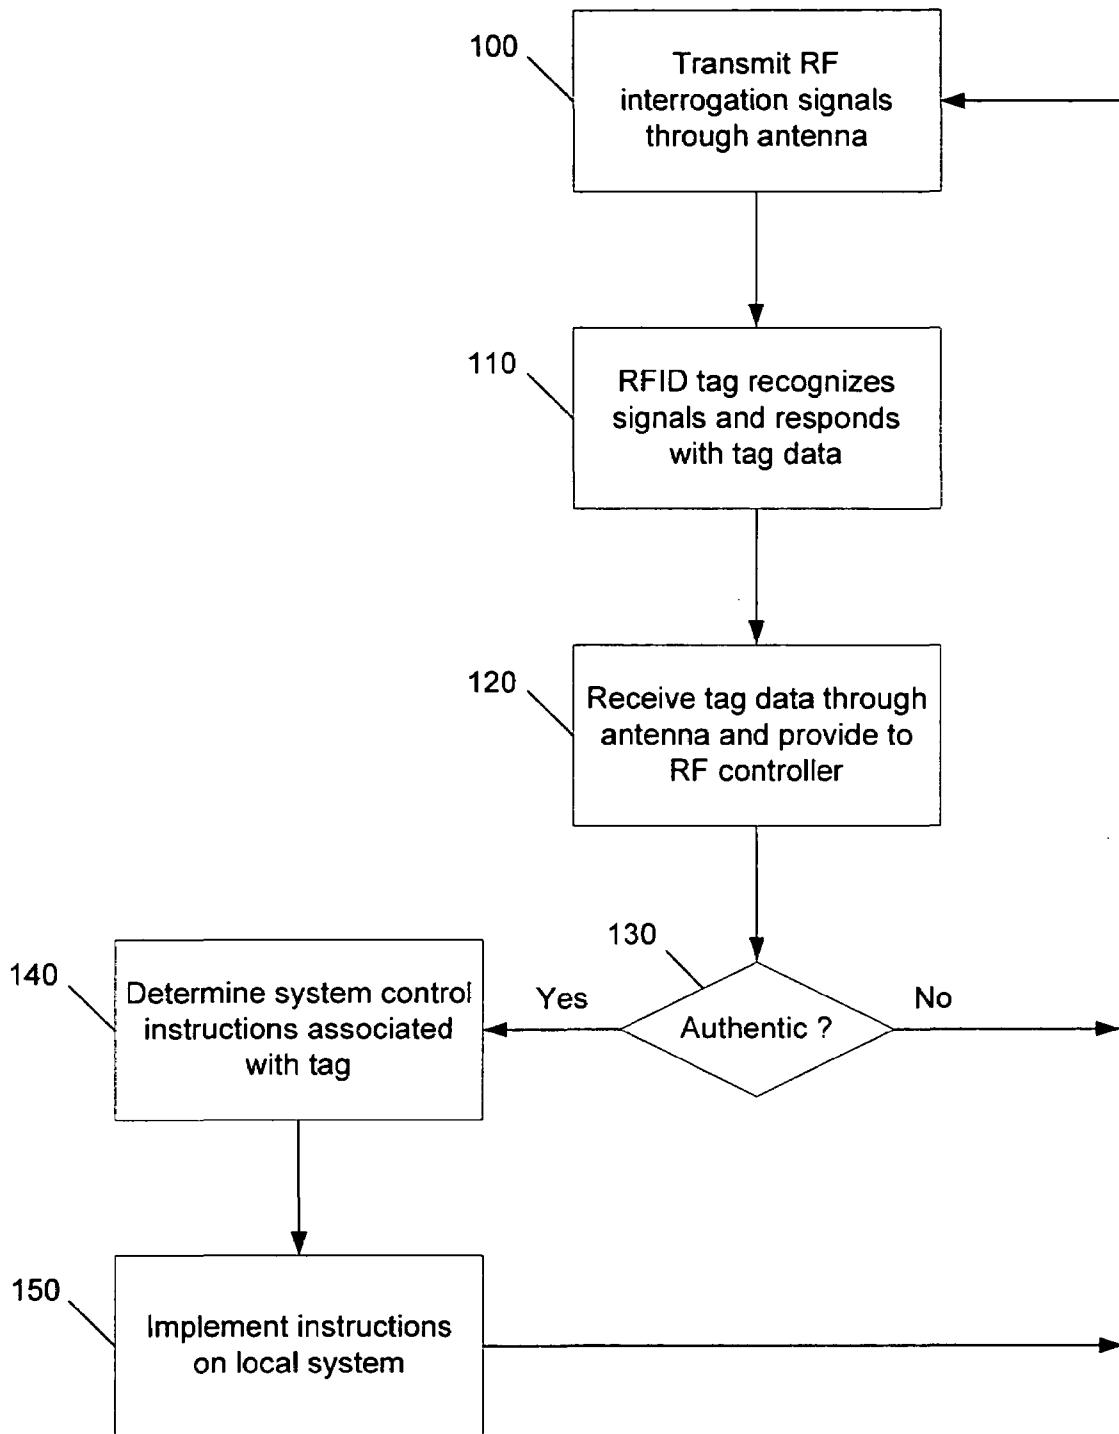 100
Transmit RF
interrogation signals
through antenna
110
RFID tag recognizes
signals and responds
with tag data
120
Receive tag data through
antenna and provide to
RF controller
130
Authentic ?
Yes
No
140
Determine system control
instructions associated
with tag
150
Implement instructions
on local system